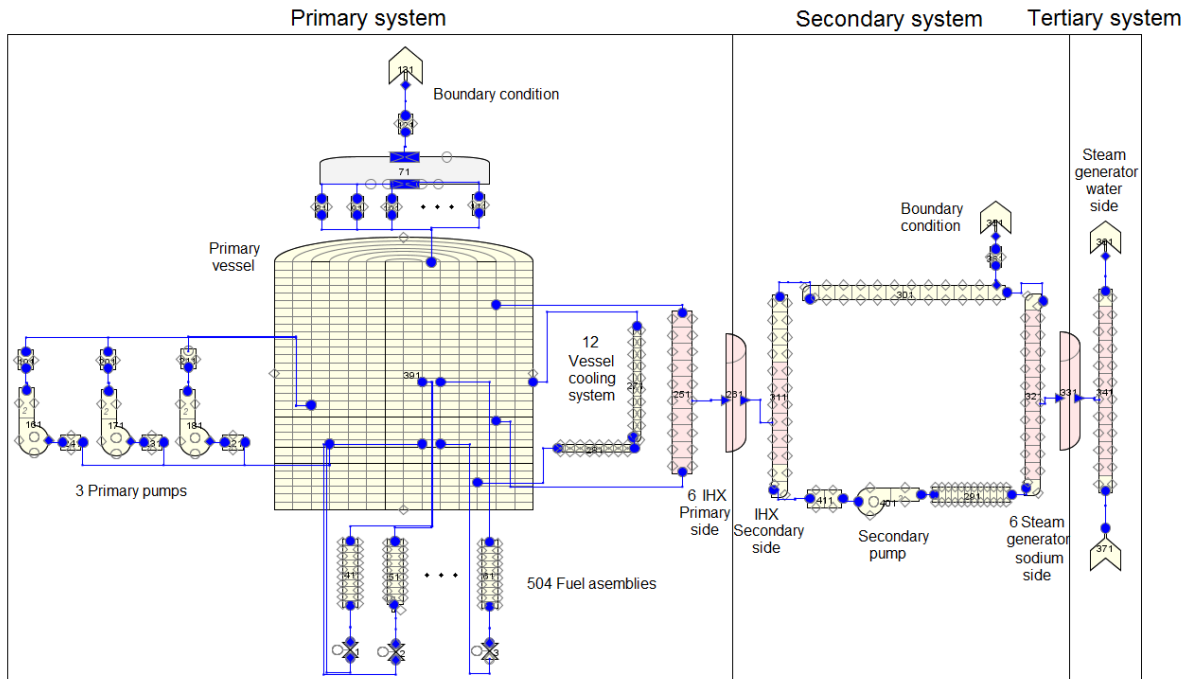 Primary system
Secondary system
Tertiary system
Boundary condition
71
Primary
vessel
Boundary
condition
Steam
generator
water
side
301
12
Vessel
cooling
system
391
271
251
231
311
321
331
341
161
171
181
3 Primary pumps
6 IHX
Primary
side
IHX
Secondary
side
411
401
291
Secondary
pump
6 Steam
generator
sodium
side
371
41
51
61
504 Fuel asemblies